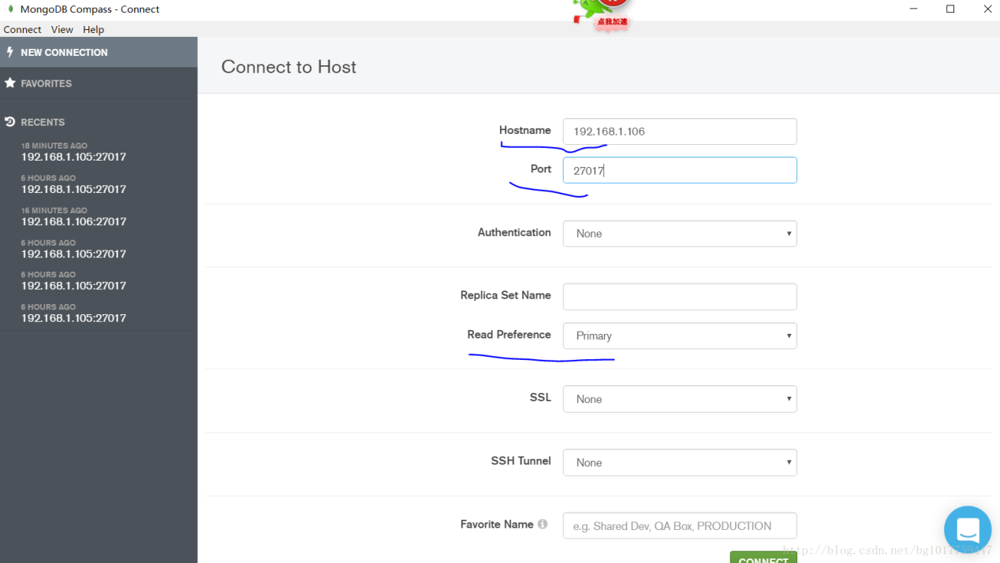 MongoDB Compass - Connect
点我加速
Connect View Help
NEW CONNECTION
FAVORITES
RECENTS
18 MINUTES AGO
192.168.1.105:27017
6 HOURS AGO
192.168.1.105:27017
16 MINUTES AGO
192.168.1.106:27017
6 HOURS AGO
192.168.1.105:27017
6 HOURS AGO
192.168.1.105:27017
6 HOURS AGO
192.168.1.105:27017
Connect to Host
Hostname 192.168.1.106
Port 27017
Authentication None
Replica Set Name
Read Preference Primary
SSL None
SSH Tunnel None
Favorite Name e.g. Shared Dev, QA Box, PRODUCTION
http://blog.csdn.net/bg1017759447
CONNECT